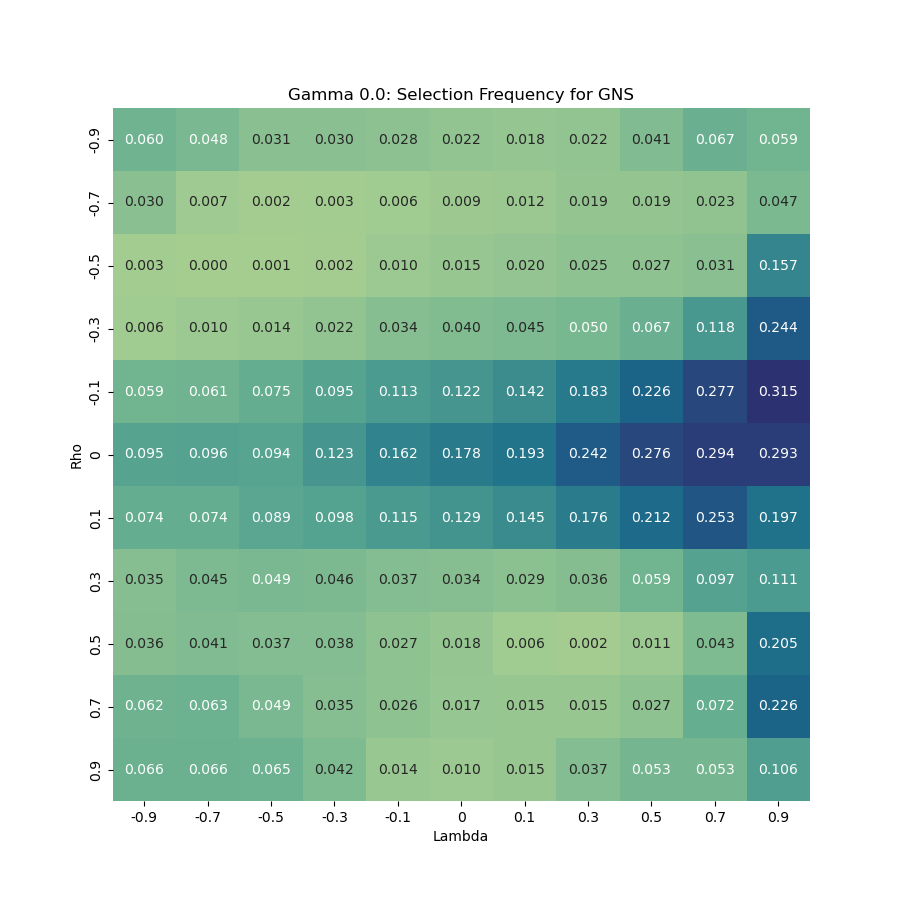 Gamma 0.0: Selection Frequency for GNS
-0.9 0.060 0.048 0.031 0.030 0.028 0.022 0.018 0.022 0.041 0.067 0.059
-0.7 0.030 0.007 0.002 0.003 0.006 0.009 0.012 0.019 0.019 0.023 0.047
-0.5 0.003 0.000 0.001 0.002 0.010 0.015 0.020 0.025 0.027 0.031 0.157
-0.3 0.006 0.010 0.014 0.022 0.034 0.040 0.045 0.050 0.067 0.118 0.244
-0.1 0.059 0.061 0.075 0.095 0.113 0.122 0.142 0.183 0.226 0.277 0.315
Rho
0 0.095 0.096 0.094 0.123 0.162 0.178 0.193 0.242 0.276 0.294 0.293
0.1 0.074 0.074 0.089 0.098 0.115 0.129 0.145 0.176 0.212 0.253 0.197
0.3 0.035 0.045 0.049 0.046 0.037 0.034 0.029 0.036 0.059 0.097 0.111
0.5 0.036 0.041 0.037 0.038 0.027 0.018 0.006 0.002 0.011 0.043 0.205
0.7 0.062 0.063 0.049 0.035 0.026 0.017 0.015 0.015 0.027 0.072 0.226
0.9 0.066 0.066 0.065 0.042 0.014 0.010 0.015 0.037 0.053 0.053 0.106
-0.9 -0.7 -0.5 -0.3 -0.1 0 0.1 0.3 0.5 0.7 0.9
Lambda